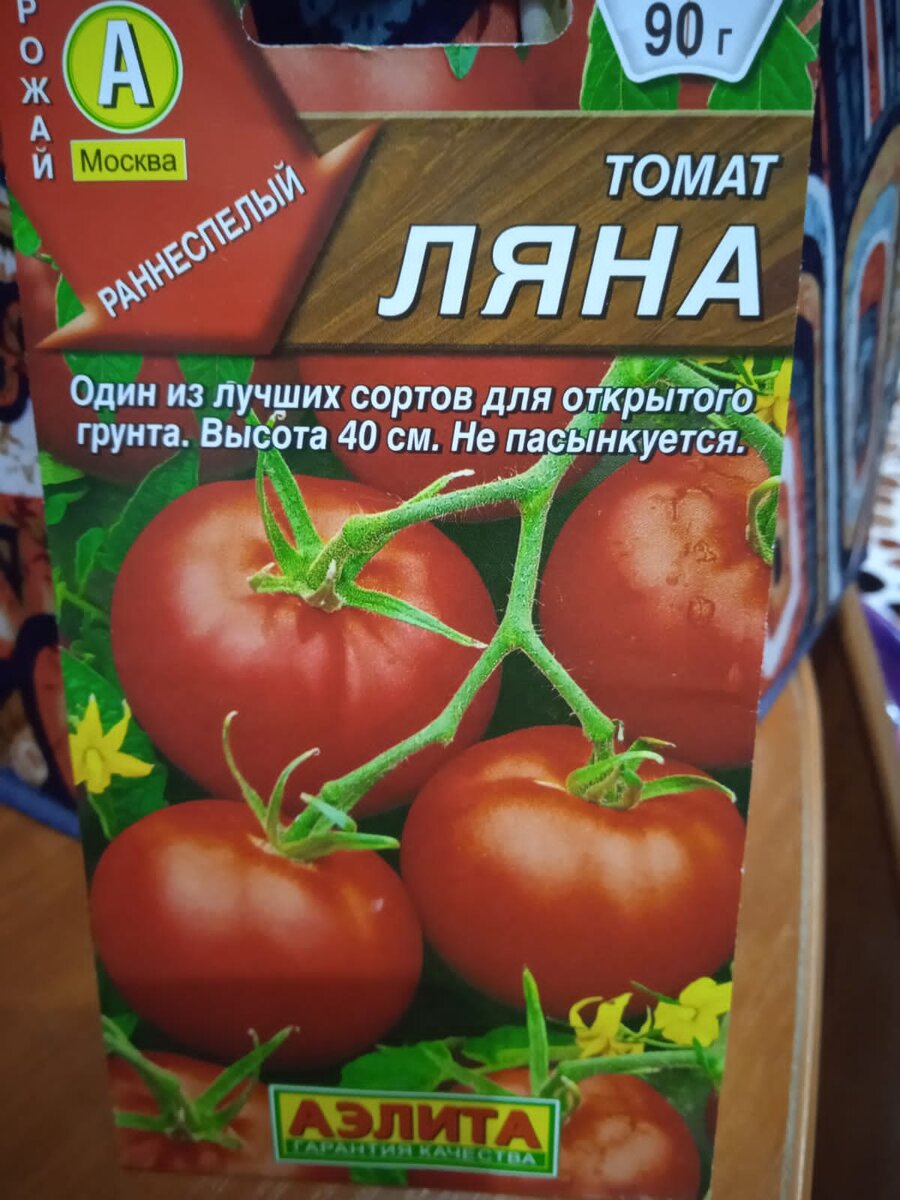 РОЖАЙ
А
Москва
90 г
РАННЕСПЕЛЫЙ
ТОМАТ
ЛЯНА
Один из лучших сортов для открытого
грунта. Высота 40 см. Не пасынкуется.
АЭЛИТА
ГАРАНТИЯ КАЧЕСТВА